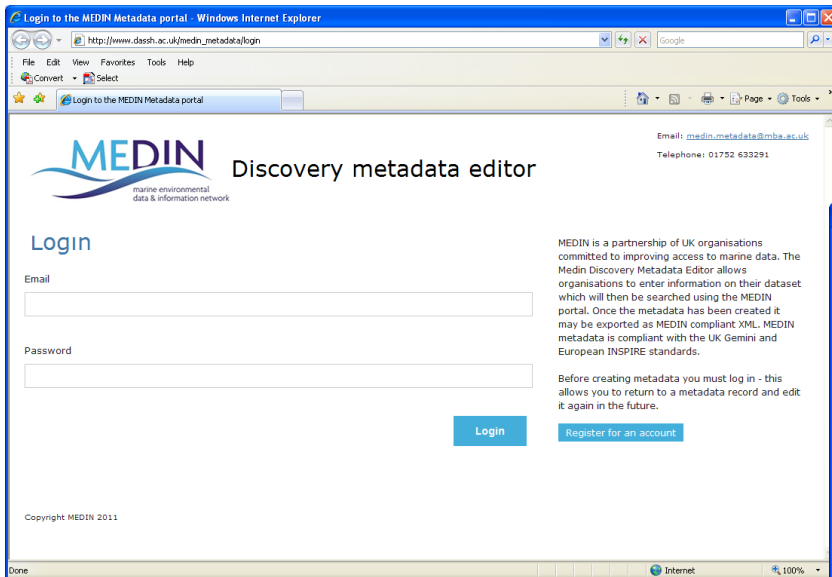 Login to the MEDIN Metadata portal - Windows Internet Explorer
http://www.dassh.ac.uk/medin_metadata/login
Google
File Edit View Favorites Tools Help
Convert Select
Login to the MEDIN Metadata portal
Page Tools
MEDIN
marine environmental
data & information network
Discovery metadata editor
Email: medin.metadata@mba.ac.uk
Telephone: 01752 633291
Login
Email
Password
Login
MEDIN is a partnership of UK organisations
committed to improving access to marine data. The
Medin Discovery Metadata Editor allows
organisations to enter information on their dataset
which will then be searched using the MEDIN
portal. Once the metadata has been created it
may be exported as MEDIN compliant XML. MEDIN
metadata is compliant with the UK Gemini and
European INSPIRE standards.
Before creating metadata you must log in - this
allows you to return to a metadata record and edit
it again in the future.
Register for an account
Copyright MEDIN 2011
Done
Internet
100%